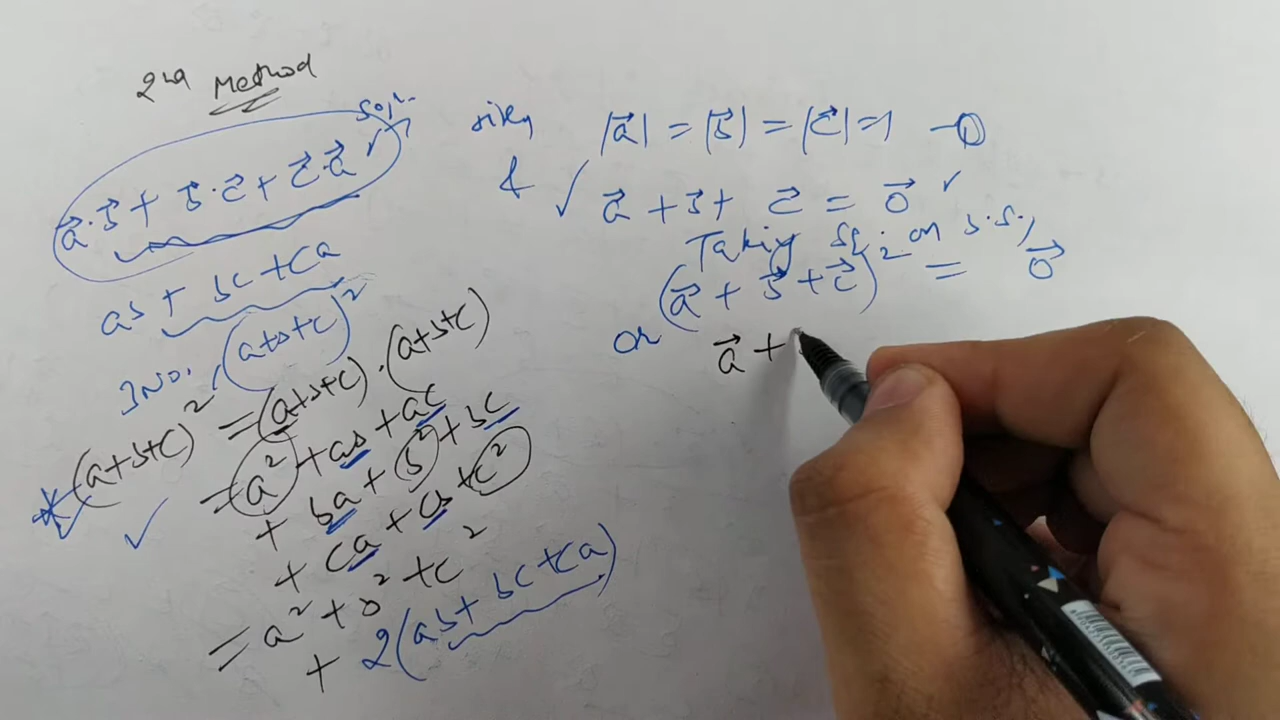 2nd Method
Soln.
a⃗·b⃗ + b⃗·c⃗ + c⃗·a⃗ ✓
ab + bc + ca
(a+b+c)²
(a+b+c)² = (a+b+c).(a+b+c)
= a² + ab + ac
+ ba + b² + bc
+ ca + cb + c²
= a² + b² + c²
+ 2(ab + bc + ca)
|a⃗| = |b⃗| = |c⃗| = 1 —①
& ✓ a⃗ + b⃗ + c⃗ = 0⃗ ✓
Taking sq. on b.s.,
or (a⃗ + b⃗ + c⃗)² = 0⃗
a⃗ +